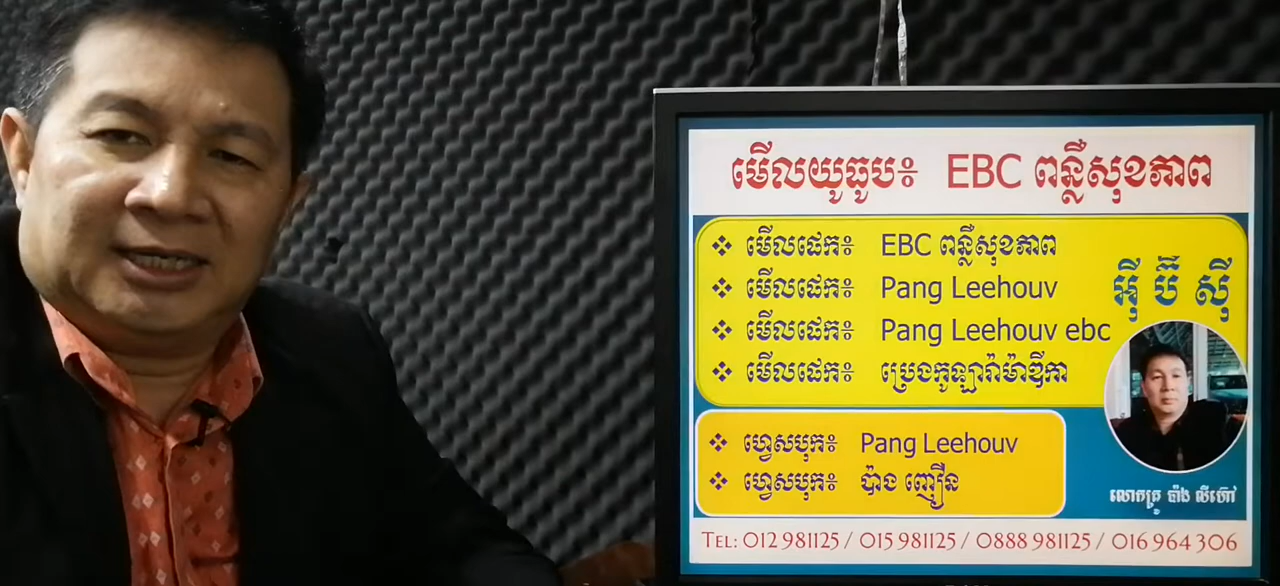 មើលយូធូប៖ EBC ពន្លឺសុខភាព
❖ មើលផេក៖ EBC ពន្លឺសុខភាព
❖ មើលផេក៖ Pang Leehouv
❖ មើលផេក៖ Pang Leehouv ebc
❖ មើលផេក៖ ប្រេងកូឡារ៉ាម៉ាឌីកា
អ៊ី ប៊ី ស៊ី
❖ ហ្វេសបុក៖ Pang Leehouv
❖ ហ្វេសបុក៖ ប៉ាង ញឿន
លោកគ្រូ ប៉ាង លីហ៊ៅ
TEL: 012 981125 / 015 981125 / 0888 981125 / 016 964 306